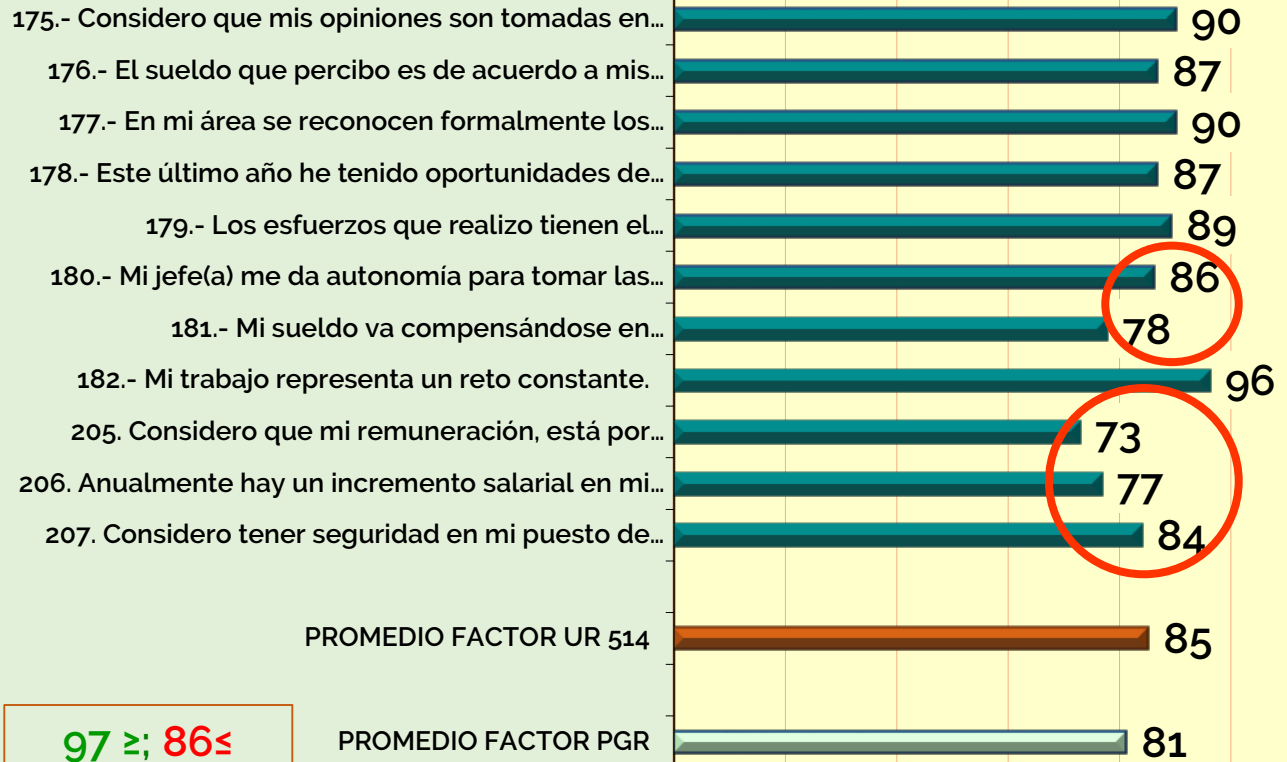 175.- Considero que mis opiniones son tomadas en… 90
176.- El sueldo que percibo es de acuerdo a mis… 87
177.- En mi área se reconocen formalmente los… 90
178.- Este último año he tenido oportunidades de… 87
179.- Los esfuerzos que realizo tienen el… 89
180.- Mi jefe(a) me da autonomía para tomar las… 86
181.- Mi sueldo va compensándose en… 78
182.- Mi trabajo representa un reto constante. 96
205. Considero que mi remuneración, está por… 73
206. Anualmente hay un incremento salarial en mi… 77
207. Considero tener seguridad en mi puesto de… 84
PROMEDIO FACTOR UR 514 85
97 ≥; 86≤ PROMEDIO FACTOR PGR 81